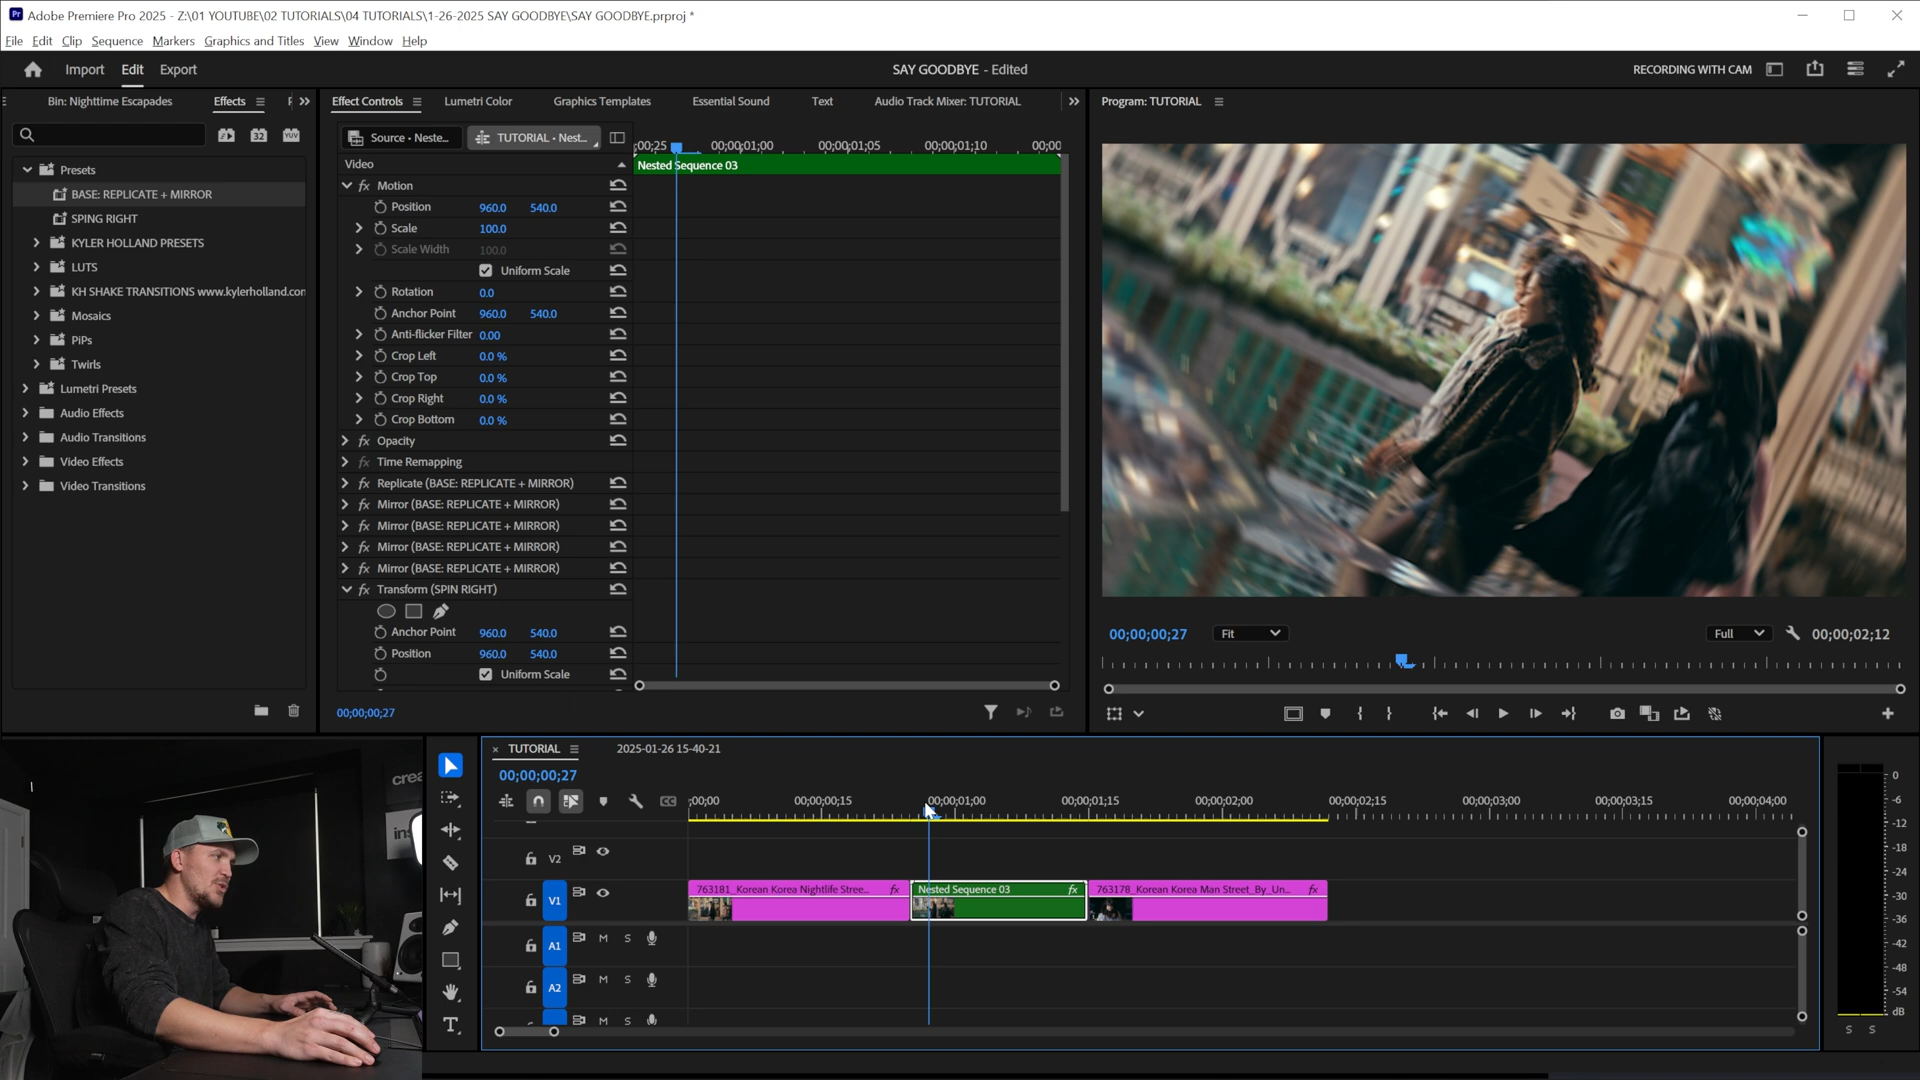 Adobe Premiere Pro 2025 - Z:\01 YOUTUBE\02 TUTORIALS\04 TUTORIALS\1-26-2025 SAY GOODBYE\SAY GOODBYE.prproj *
File Edit Clip Sequence Markers Graphics and Titles View Window Help
Import Edit Export
SAY GOODBYE - Edited
RECORDING WITH CAM
Bin: Nighttime Escapades Effects
Presets
BASE: REPLICATE + MIRROR
SPING RIGHT
KYLER HOLLAND PRESETS
LUTS
KH SHAKE TRANSITIONS www.kylerholland.con
Mosaics
PiPs
Twirls
Lumetri Presets
Audio Effects
Audio Transitions
Video Effects
Video Transitions
Effect Controls Lumetri Color Graphics Templates Essential Sound Text Audio Track Mixer: TUTORIAL
Source • Neste... TUTORIAL • Nest...
;00;25 00;00;01;00 00;00;01;05 00;00;01;10 00;00
Video
Nested Sequence 03
fx Motion
Position 960.0 540.0
Scale 100.0
Scale Width 100.0
Uniform Scale
Rotation 0.0
Anchor Point 960.0 540.0
Anti-flicker Filter 0.00
Crop Left 0.0 %
Crop Top 0.0 %
Crop Right 0.0 %
Crop Bottom 0.0 %
fx Opacity
fx Time Remapping
fx Replicate (BASE: REPLICATE + MIRROR)
fx Mirror (BASE: REPLICATE + MIRROR)
fx Mirror (BASE: REPLICATE + MIRROR)
fx Mirror (BASE: REPLICATE + MIRROR)
fx Mirror (BASE: REPLICATE + MIRROR)
fx Transform (SPIN RIGHT)
Anchor Point 960.0 540.0
Position 960.0 540.0
Uniform Scale
00;00;00;27
Program: TUTORIAL
00;00;00;27 Fit Full 00;00;02;12
× TUTORIAL 2025-01-26 15-40-21
00;00;00;27
;00;00 00;00;00;15 00;00;01;00 00;00;01;15 00;00;02;00 00;00;02;15 00;00;03;00 00;00;03;15 00;00;04;00
V2
V1
763181_Korean Korea Nightlife Stree... fx
Nested Sequence 03 fx
763178_Korean Korea Man Street_By_Un... fx
A1 M S
A2 M S
M S
0
-6
-12
-18
-24
-30
-36
-42
-48
-54
dB
S S